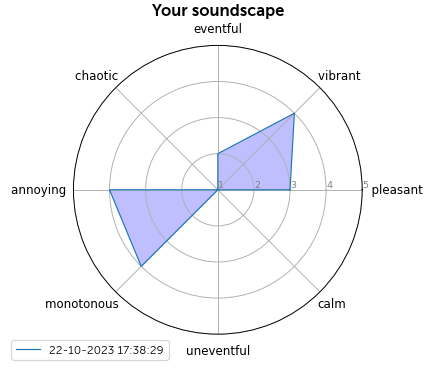 Your soundscape
eventful
chaotic
vibrant
annoying
1 2 3 4 5
pleasant
monotonous
calm
22-10-2023 17:38:29
uneventful